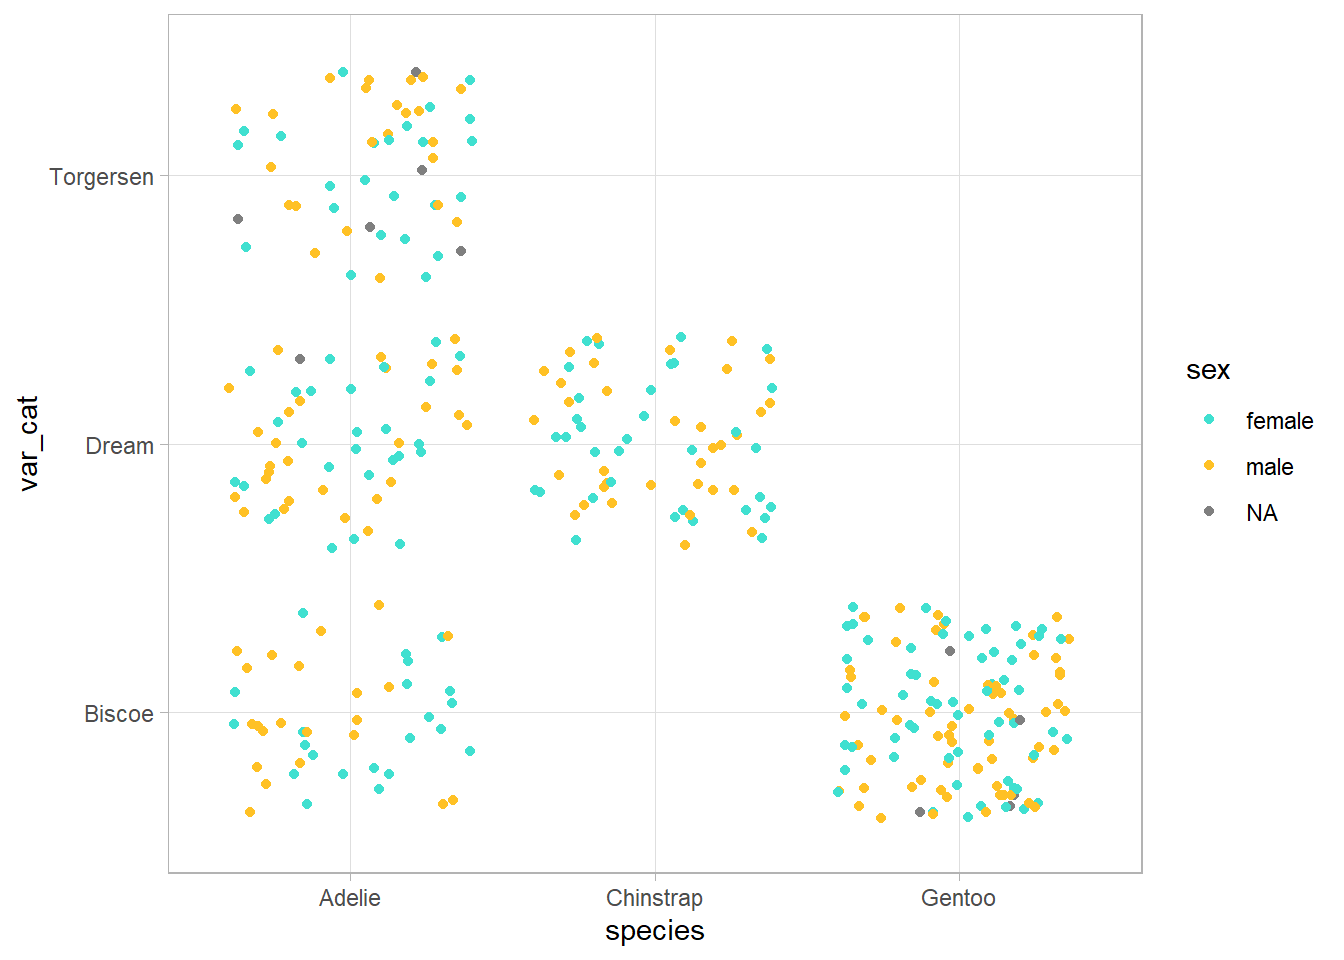 var_cat
Torgersen
Dream
Biscoe
Adelie
Chinstrap
Gentoo
species
sex
female
male
NA